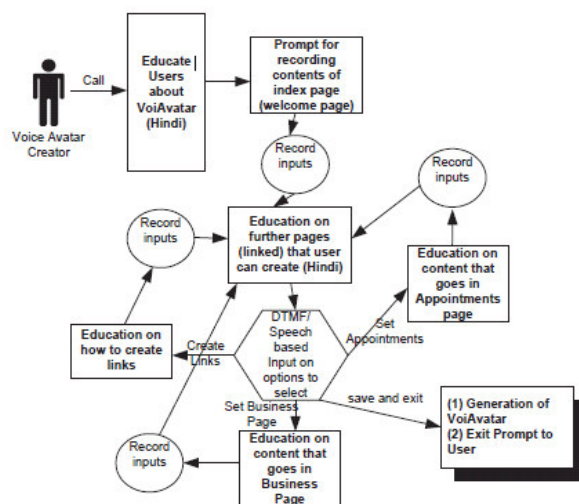 Educate
Users
about
VoiAvatar
(Hindi)
Prompt for
recording
contents of
index page
(welcome page)
Call
Voice Avatar
Creator
Record
inputs
Record
inputs
Record
inputs
Education on
further pages
(linked) that user
can create (Hindi)
Education on
content that
goes in
Appointments
page
DTMF/
Speech
based
Input on
options to
select
Set
Appointments
Create
Links
Education on
how to create
links
save and exit
Set Business
Page
(1) Generation of
VoiAvatar
(2) Exit Prompt to
User
Record
inputs
Education on
content that
goes in
Business
Page